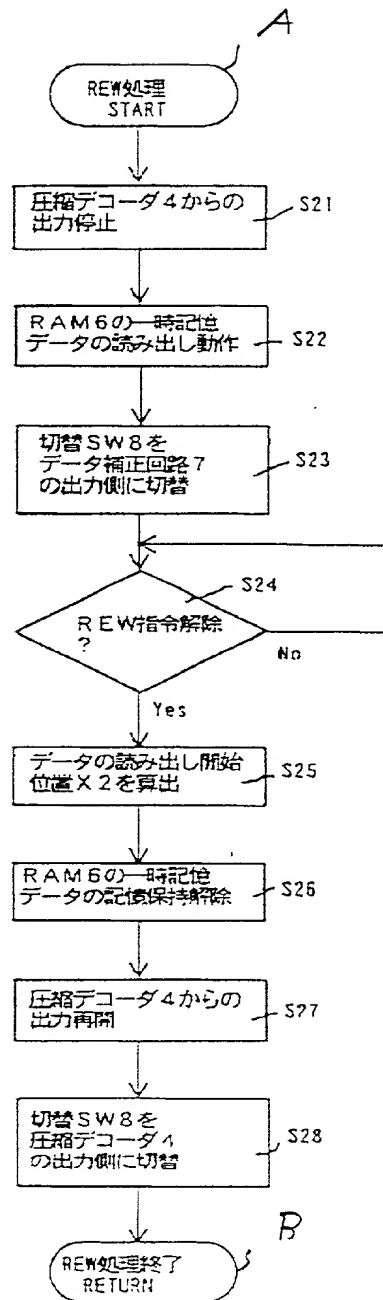 A
REW処理
START
圧縮デコーダ4からの
出力停止
S21
RAM6の一時記憶
データの読み出し動作
S22
切替SW8を
データ補正回路7
の出力側に切替
S23
S24
REW指令解除
?
No
Yes
データの読み出し開始
位置X2を算出
S25
RAM6の一時記憶
データの記憶保持解除
S26
圧縮デコーダ4からの
出力再開
S27
切替SW8を
圧縮デコーダ4
の出力側に切替
S28
B
REW処理終了
RETURN